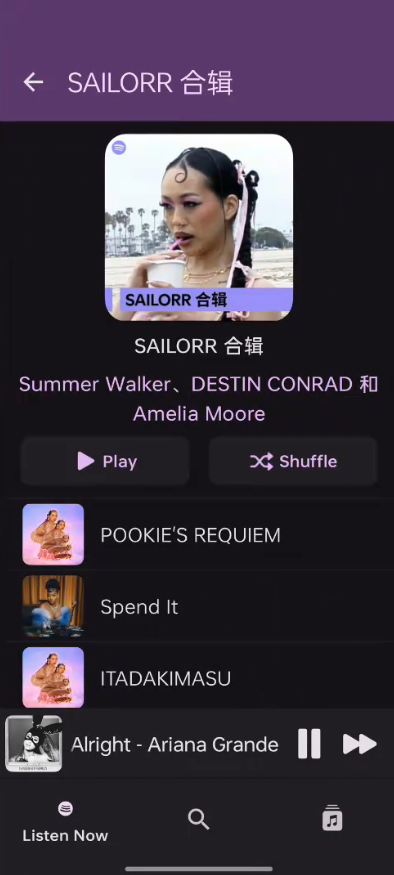 SAILORR 合辑
SAILORR 合辑
SAILORR 合辑
Summer Walker、DESTIN CONRAD 和
Amelia Moore
Play
Shuffle
POOKIE'S REQUIEM
Spend It
ITADAKIMASU
Alright - Ariana Grande
Listen Now